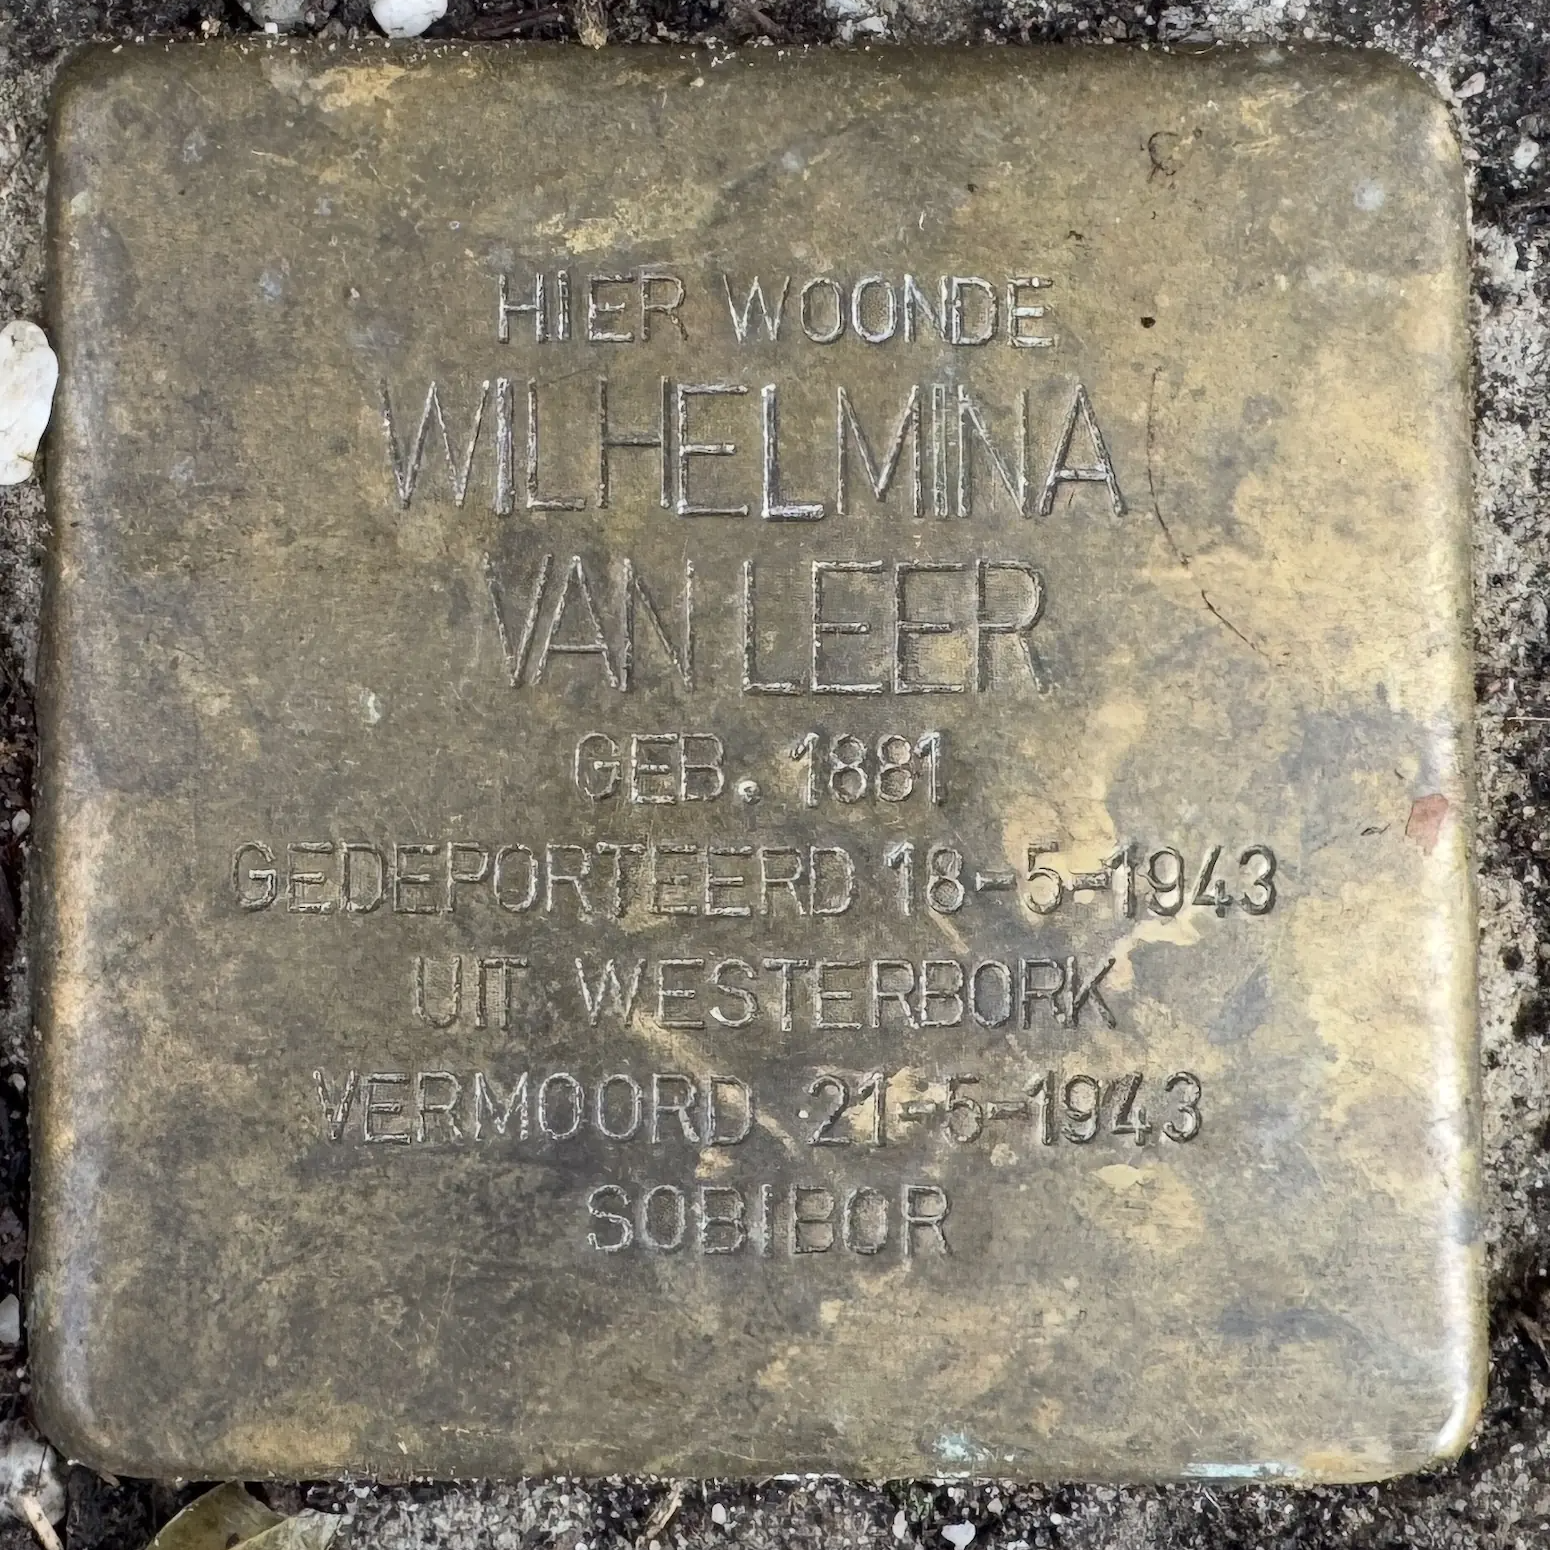 HIER WOONDE
WILHELMINA
VAN LEER
GEB. 1881
GEDEPORTEERD 18-5-1943
UIT WESTERBORK
VERMOORD 21-5-1943
SOBIBOR